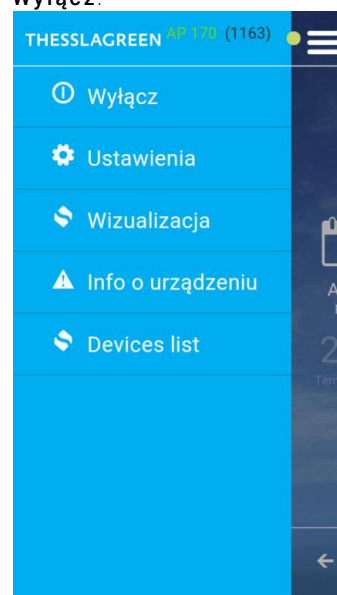 Wyłącz.
THESSLAGREEN AP 170 (1163)
Wyłącz
Ustawienia
Wizualizacja
Info o urządzeniu
Devices list